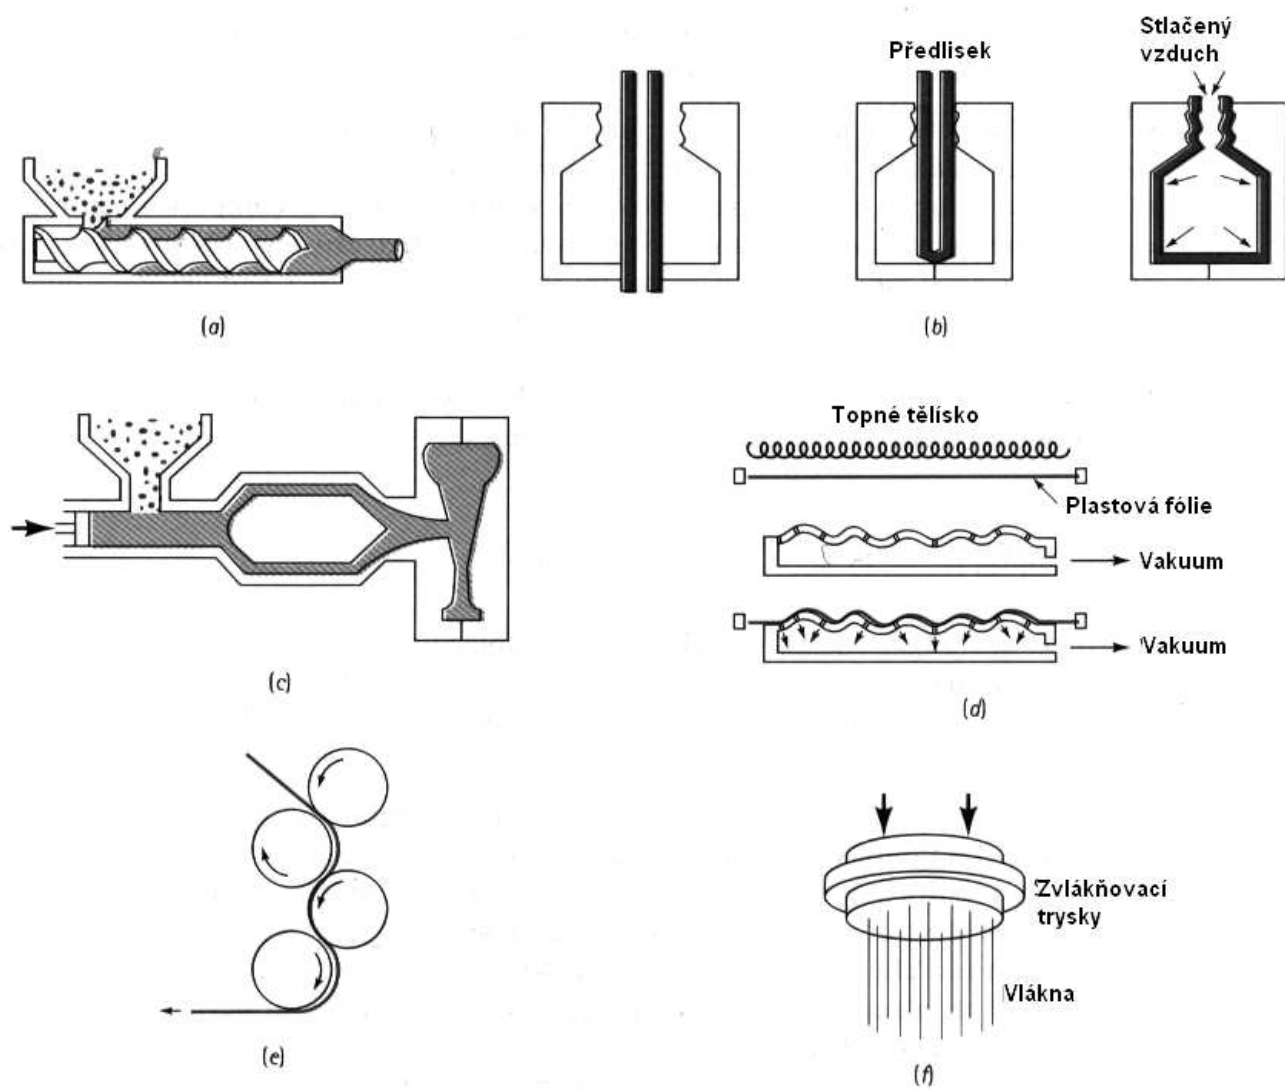 Stlačený
vzduch
Předlisek
(a)
(b)
Topné tělísko
Plastová fólie
Vakuum
Vakuum
(c)
(d)
Zvlákňovací
trysky
Vlákna
(e)
(f)